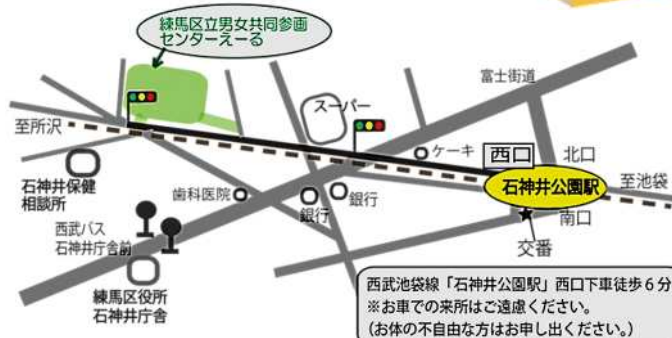 練馬区立男女共同参画
センターえーる
富士街道
スーパー
至所沢
ケーキ
西口
北口
石神井公園駅
至池袋
石神井保健
相談所
歯科医院
銀行
銀行
南口
交番
西武バス
石神井庁舎前
練馬区役所
石神井庁舎
西武池袋線「石神井公園駅」西口下車徒歩6分
※お車での来所はご遠慮ください。
(お体の不自由な方はお申し出ください。)